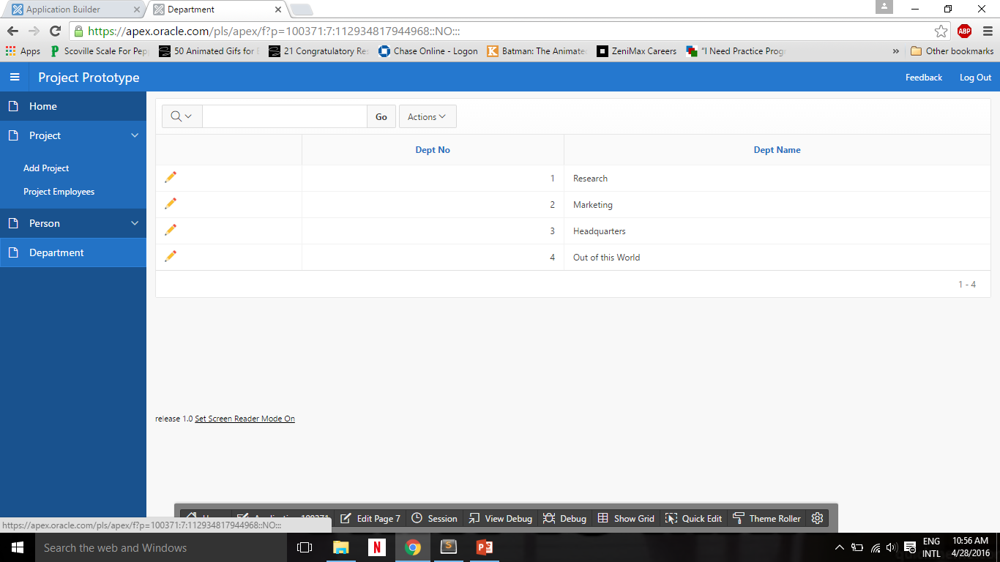 Application Builder
Department
https://apex.oracle.com/pls/apex/f?p=100371:7:112934817944968::NO:::
ABP
Apps
Scoville Scale For Pep
50 Animated Gifs for
21 Congratulatory Re
Chase Online - Logon
Batman: The Animate
ZeniMax Careers
"I Need Practice Prog
»
Other bookmarks
Project Prototype
Feedback
Log Out
Home
Project
Add Project
Project Employees
Person
Department
Go
Actions
Dept No
Dept Name
1
Research
2
Marketing
3
Headquarters
4
Out of this World
1 - 4
release 1.0 Set Screen Reader Mode On
Edit Page 7
Session
View Debug
Debug
Show Grid
Quick Edit
Theme Roller
https://apex.oracle.com/pls/apex/f?p=100371:7:112934817944968::NO:::
Search the web and Windows
N
S
P
ENG
INTL
10:56 AM
4/28/2016